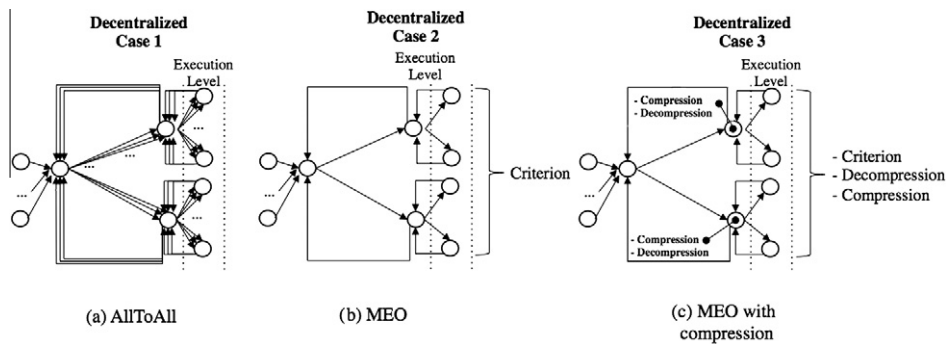 Decentralized
Case 1
Execution
Level
...
...
...
...
...
(a) AllToAll
Decentralized
Case 2
Execution
Level
...
...
...
Criterion
(b) MEO
Decentralized
Case 3
Execution
Level
- Compression
- Decompression
...
...
...
- Compression
- Decompression
- Criterion
- Decompression
- Compression
(c) MEO with
compression